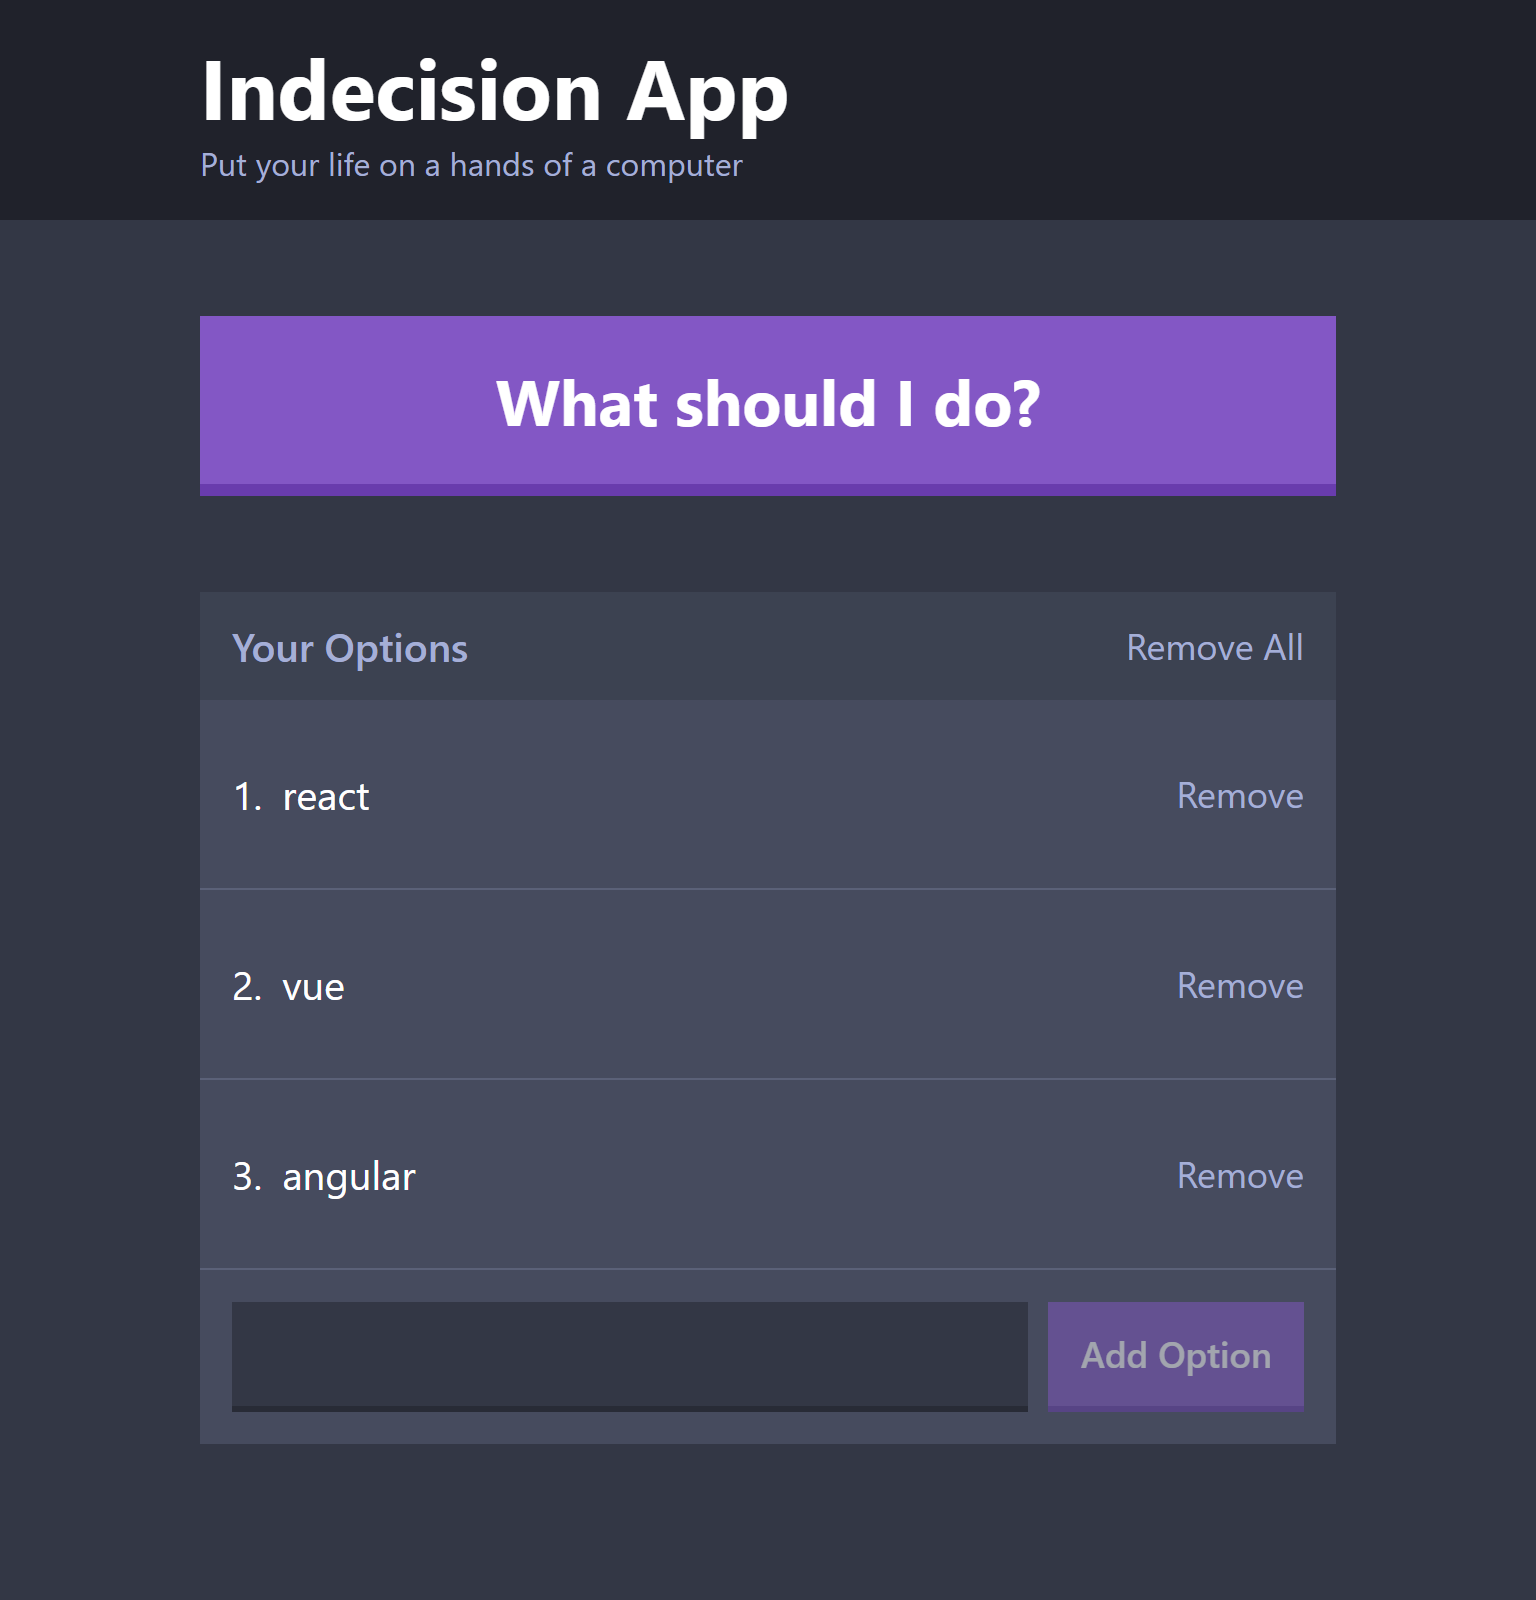 Indecision App
Put your life on a hands of a computer
What should I do?
Your Options Remove All
1. react Remove
2. vue Remove
3. angular Remove
Add Option